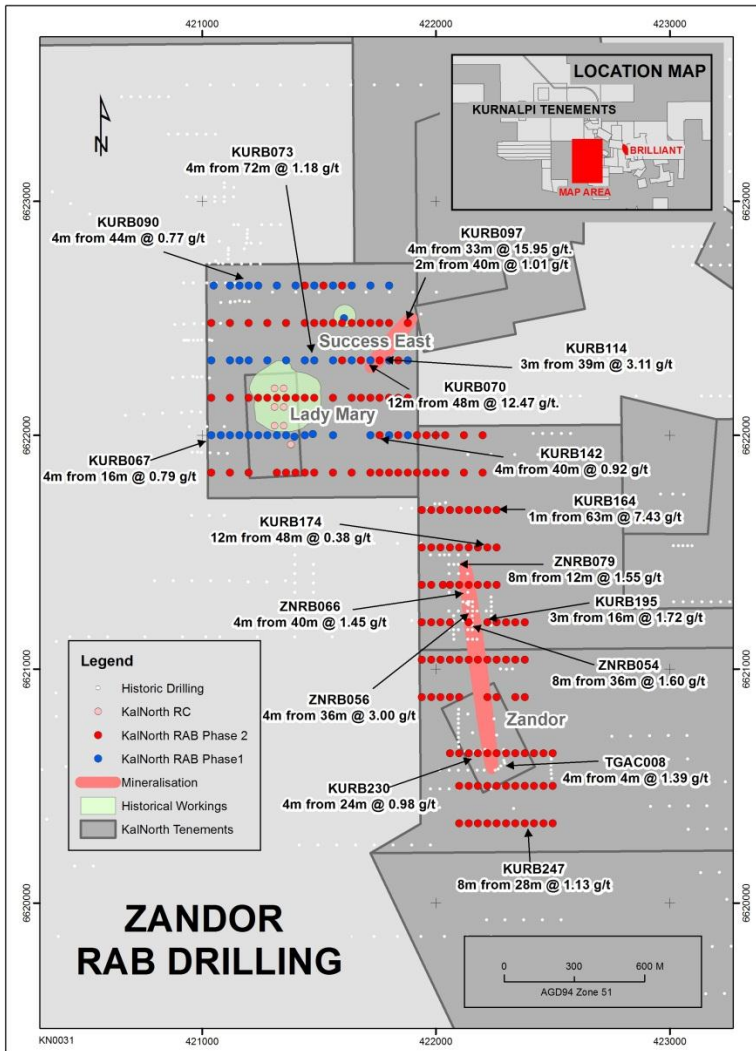 421000
422000
423000
LOCATION MAP
KURNALPI TENEMENTS
BRILLIANT
MAP AREA
N
6623000
6623000
KURB073
4m from 72m @ 1.18 g/t
KURB090
4m from 44m @ 0.77 g/t
KURB097
4m from 33m @ 15.95 g/t.
2m from 40m @ 1.01 g/t
Success East
KURB114
3m from 39m @ 3.11 g/t
KURB070
12m from 48m @ 12.47 g/t.
Lady Mary
6622000
6622000
KURB067
4m from 16m @ 0.79 g/t
KURB142
4m from 40m @ 0.92 g/t
KURB164
1m from 63m @ 7.43 g/t
KURB174
12m from 48m @ 0.38 g/t
ZNRB079
8m from 12m @ 1.55 g/t
ZNRB066
4m from 40m @ 1.45 g/t
KURB195
3m from 16m @ 1.72 g/t
6621000
6621000
ZNRB054
8m from 36m @ 1.60 g/t
ZNRB056
4m from 36m @ 3.00 g/t
Zandor
TGAC008
4m from 4m @ 1.39 g/t
KURB230
4m from 24m @ 0.98 g/t
KURB247
8m from 28m @ 1.13 g/t
Legend
Historic Drilling
KalNorth RC
KalNorth RAB Phase 2
KalNorth RAB Phase1
Mineralisation
Historical Workings
KalNorth Tenements
6620000
6620000
ZANDOR
RAB DRILLING
0 300 600 M
AGD94 Zone 51
KN0031
421000
422000
423000